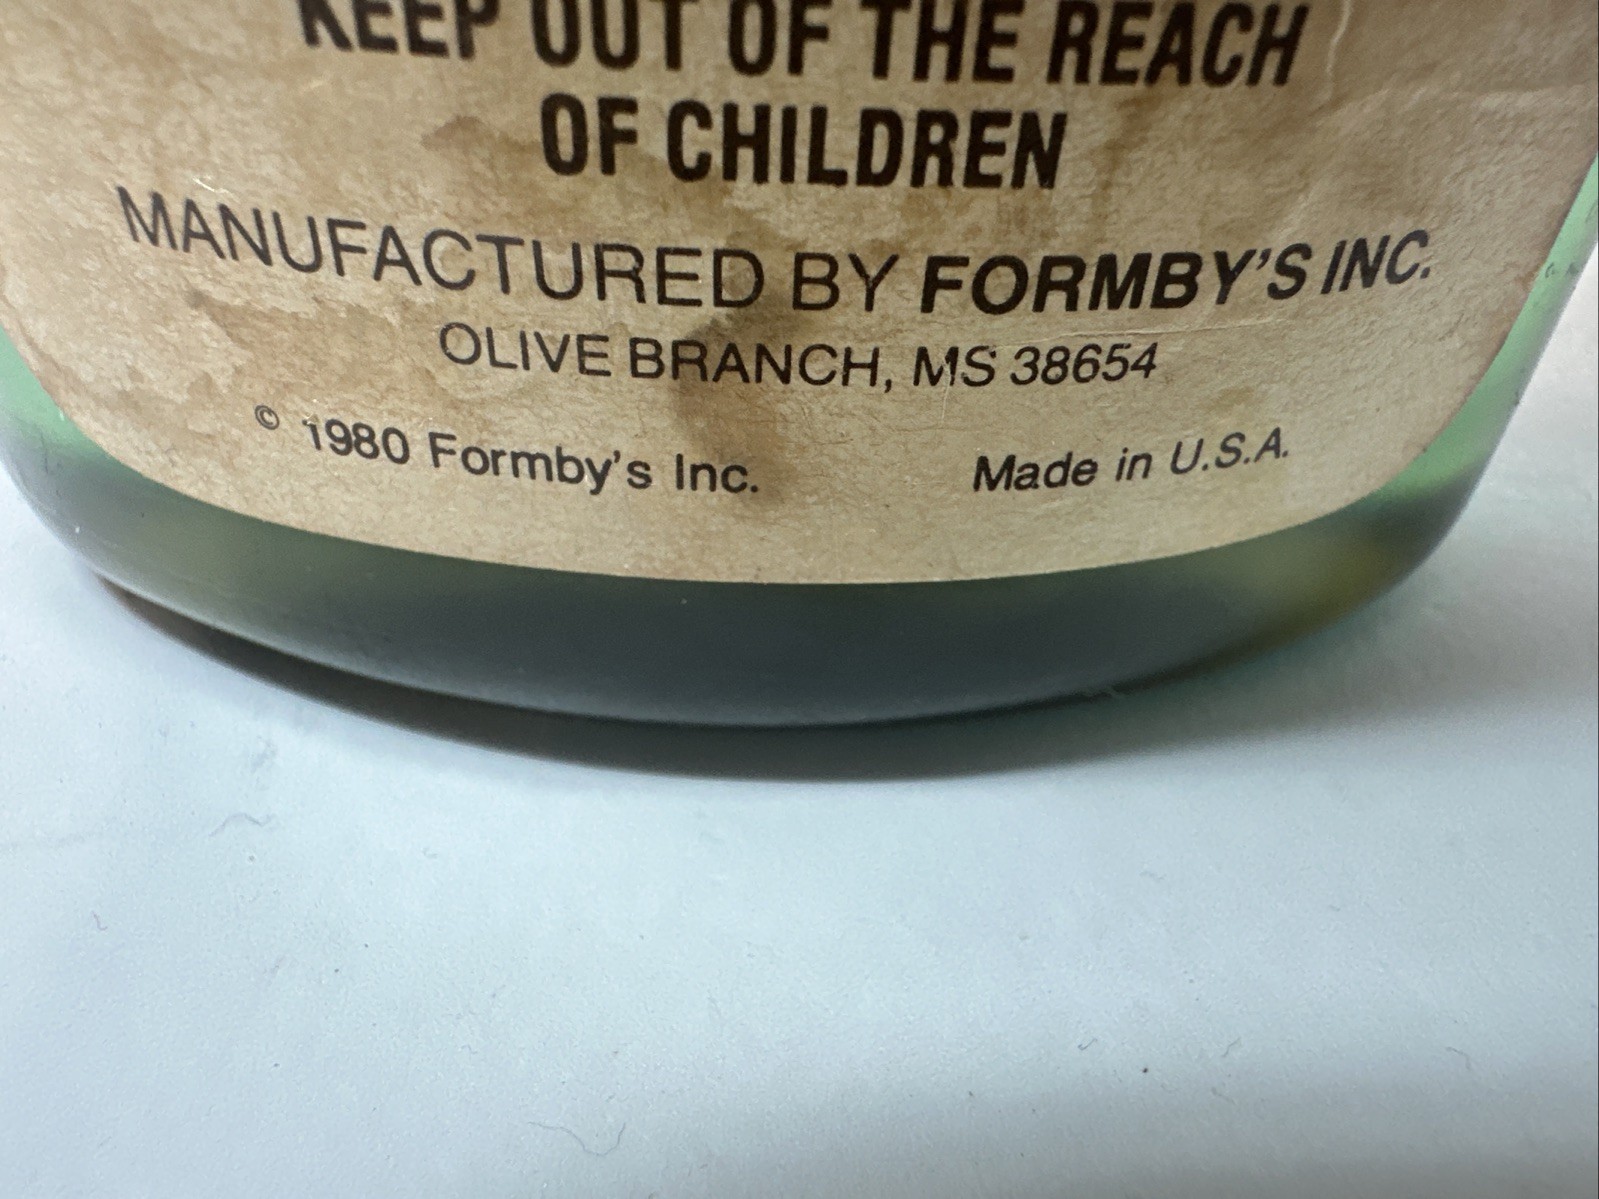 KEEP OUT OF THE REACH
OF CHILDREN
MANUFACTURED BY FORMBY'S INC.
OLIVE BRANCH, MS 38654
© 1980 Formby's Inc. Made in U.S.A.